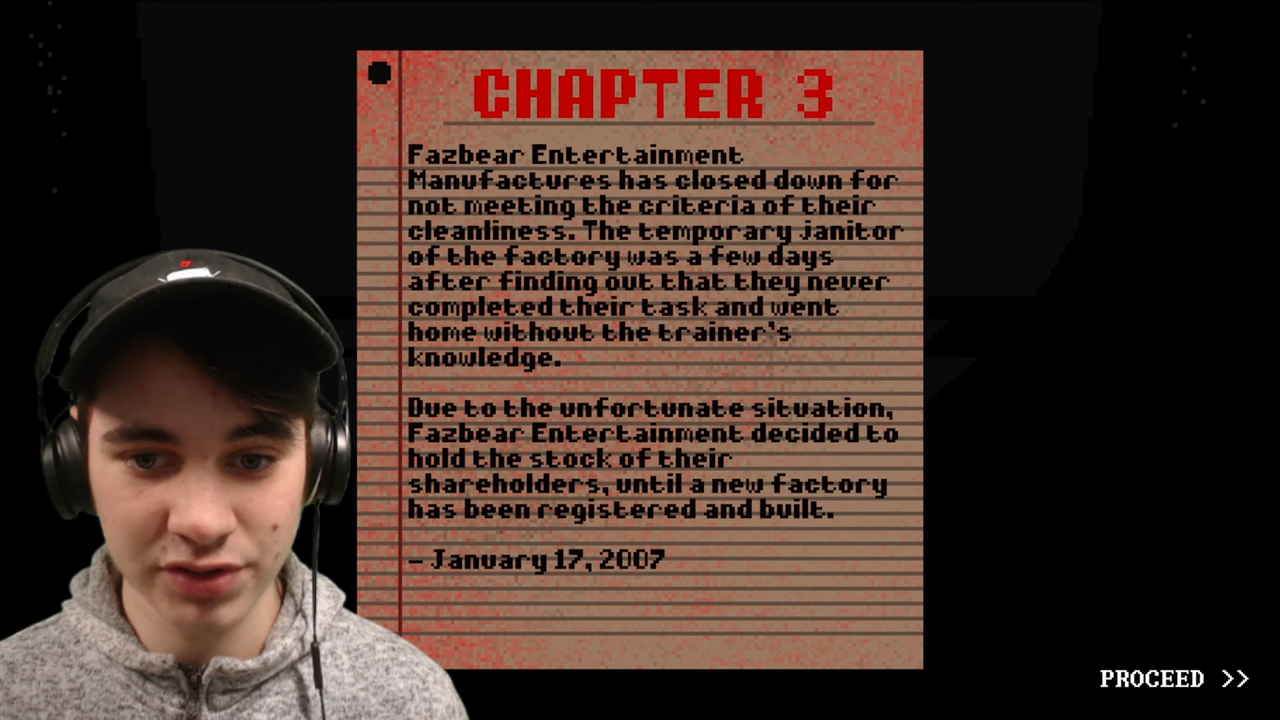 CHAPTER 3
Fazbear Entertainment
Manufactures has closed down for
not meeting the criteria of their
cleanliness. The temporary janitor
of the factory was a few days
after finding out that they never
completed their task and went
home without the trainer's
knowledge.
Due to the unfortunate situation,
Fazbear Entertainment decided to
hold the stock of their
shareholders, until a new factory
has been registered and built.
- January 17, 2007
PROCEED >>